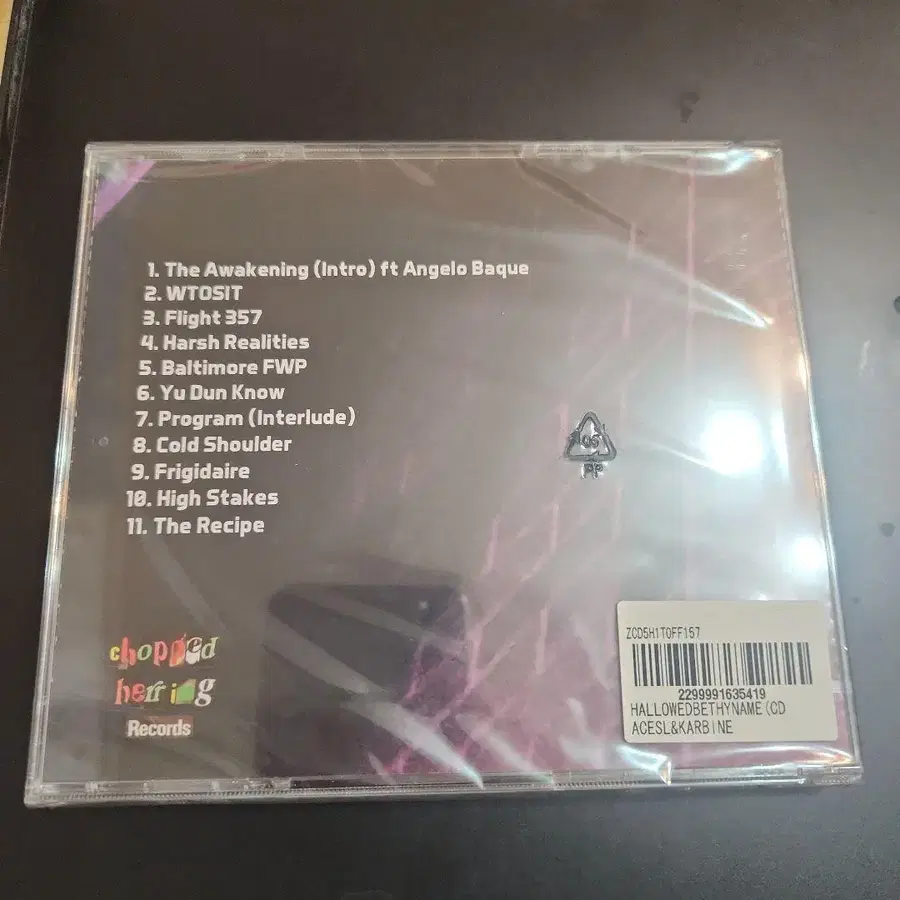 1. The Awakening (Intro) ft Angelo Baque
2. WTOSIT
3. Flight 357
4. Harsh Realities
5. Baltimore FWP
6. Yu Dun Know
7. Program (Interlude)
8. Cold Shoulder
9. Frigidaire
10. High Stakes
11. The Recipe
05
PP
chopped
herring
Records
ZCD5H1TOFF157
2299991635419
HALLOWEDBETHYNAME(CD
ACESL&KARBINE